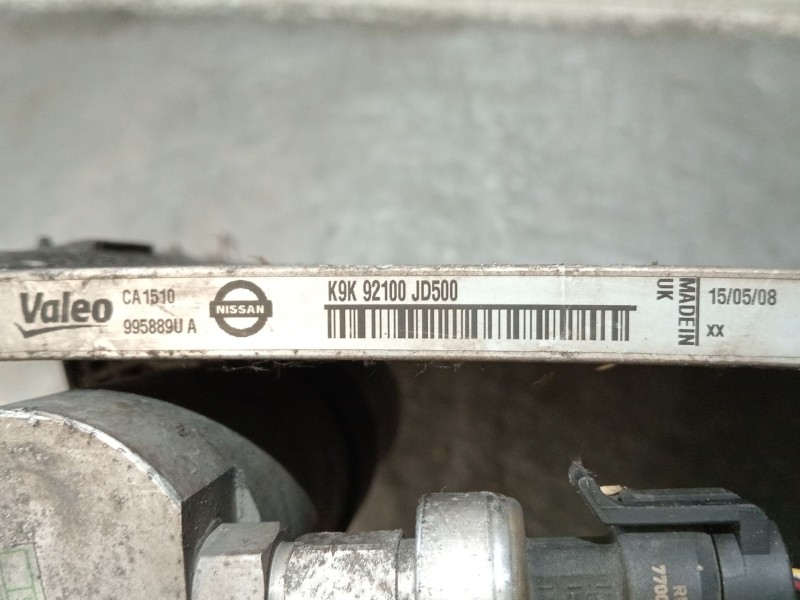 Valeo
CA1510
995889U A
NISSAN
K9K 92100 JD500
MADE IN
UK
15/05/08
xx